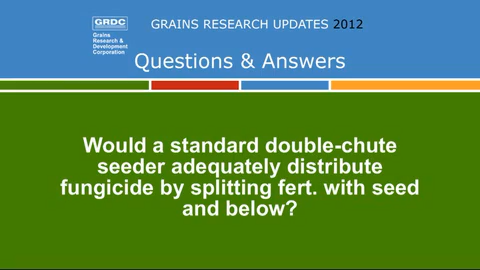 GRDC
Grains
Research &
Development
Corporation
GRAINS RESEARCH UPDATES 2012
Questions & Answers
Would a standard double-chute
seeder adequately distribute
fungicide by splitting fert. with seed
and below?